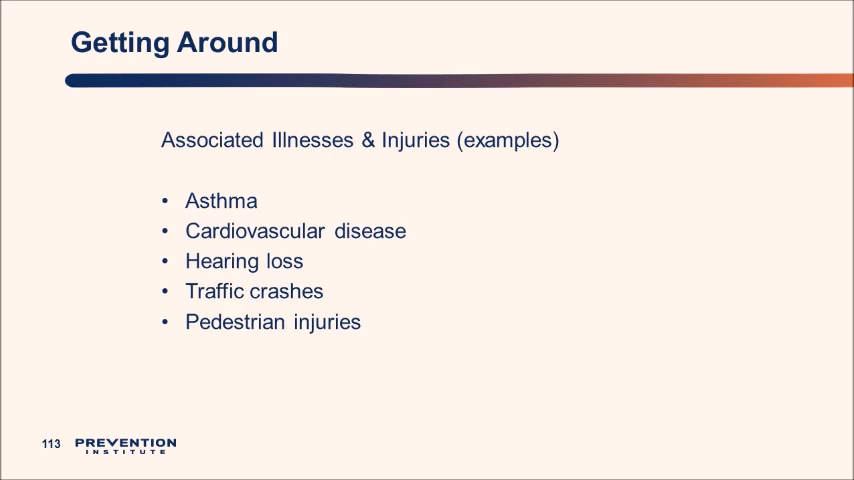 Getting Around
Associated Illnesses & Injuries (examples)
• Asthma
• Cardiovascular disease
• Hearing loss
• Traffic crashes
• Pedestrian injuries
113 PREVENTION
INSTITUTE